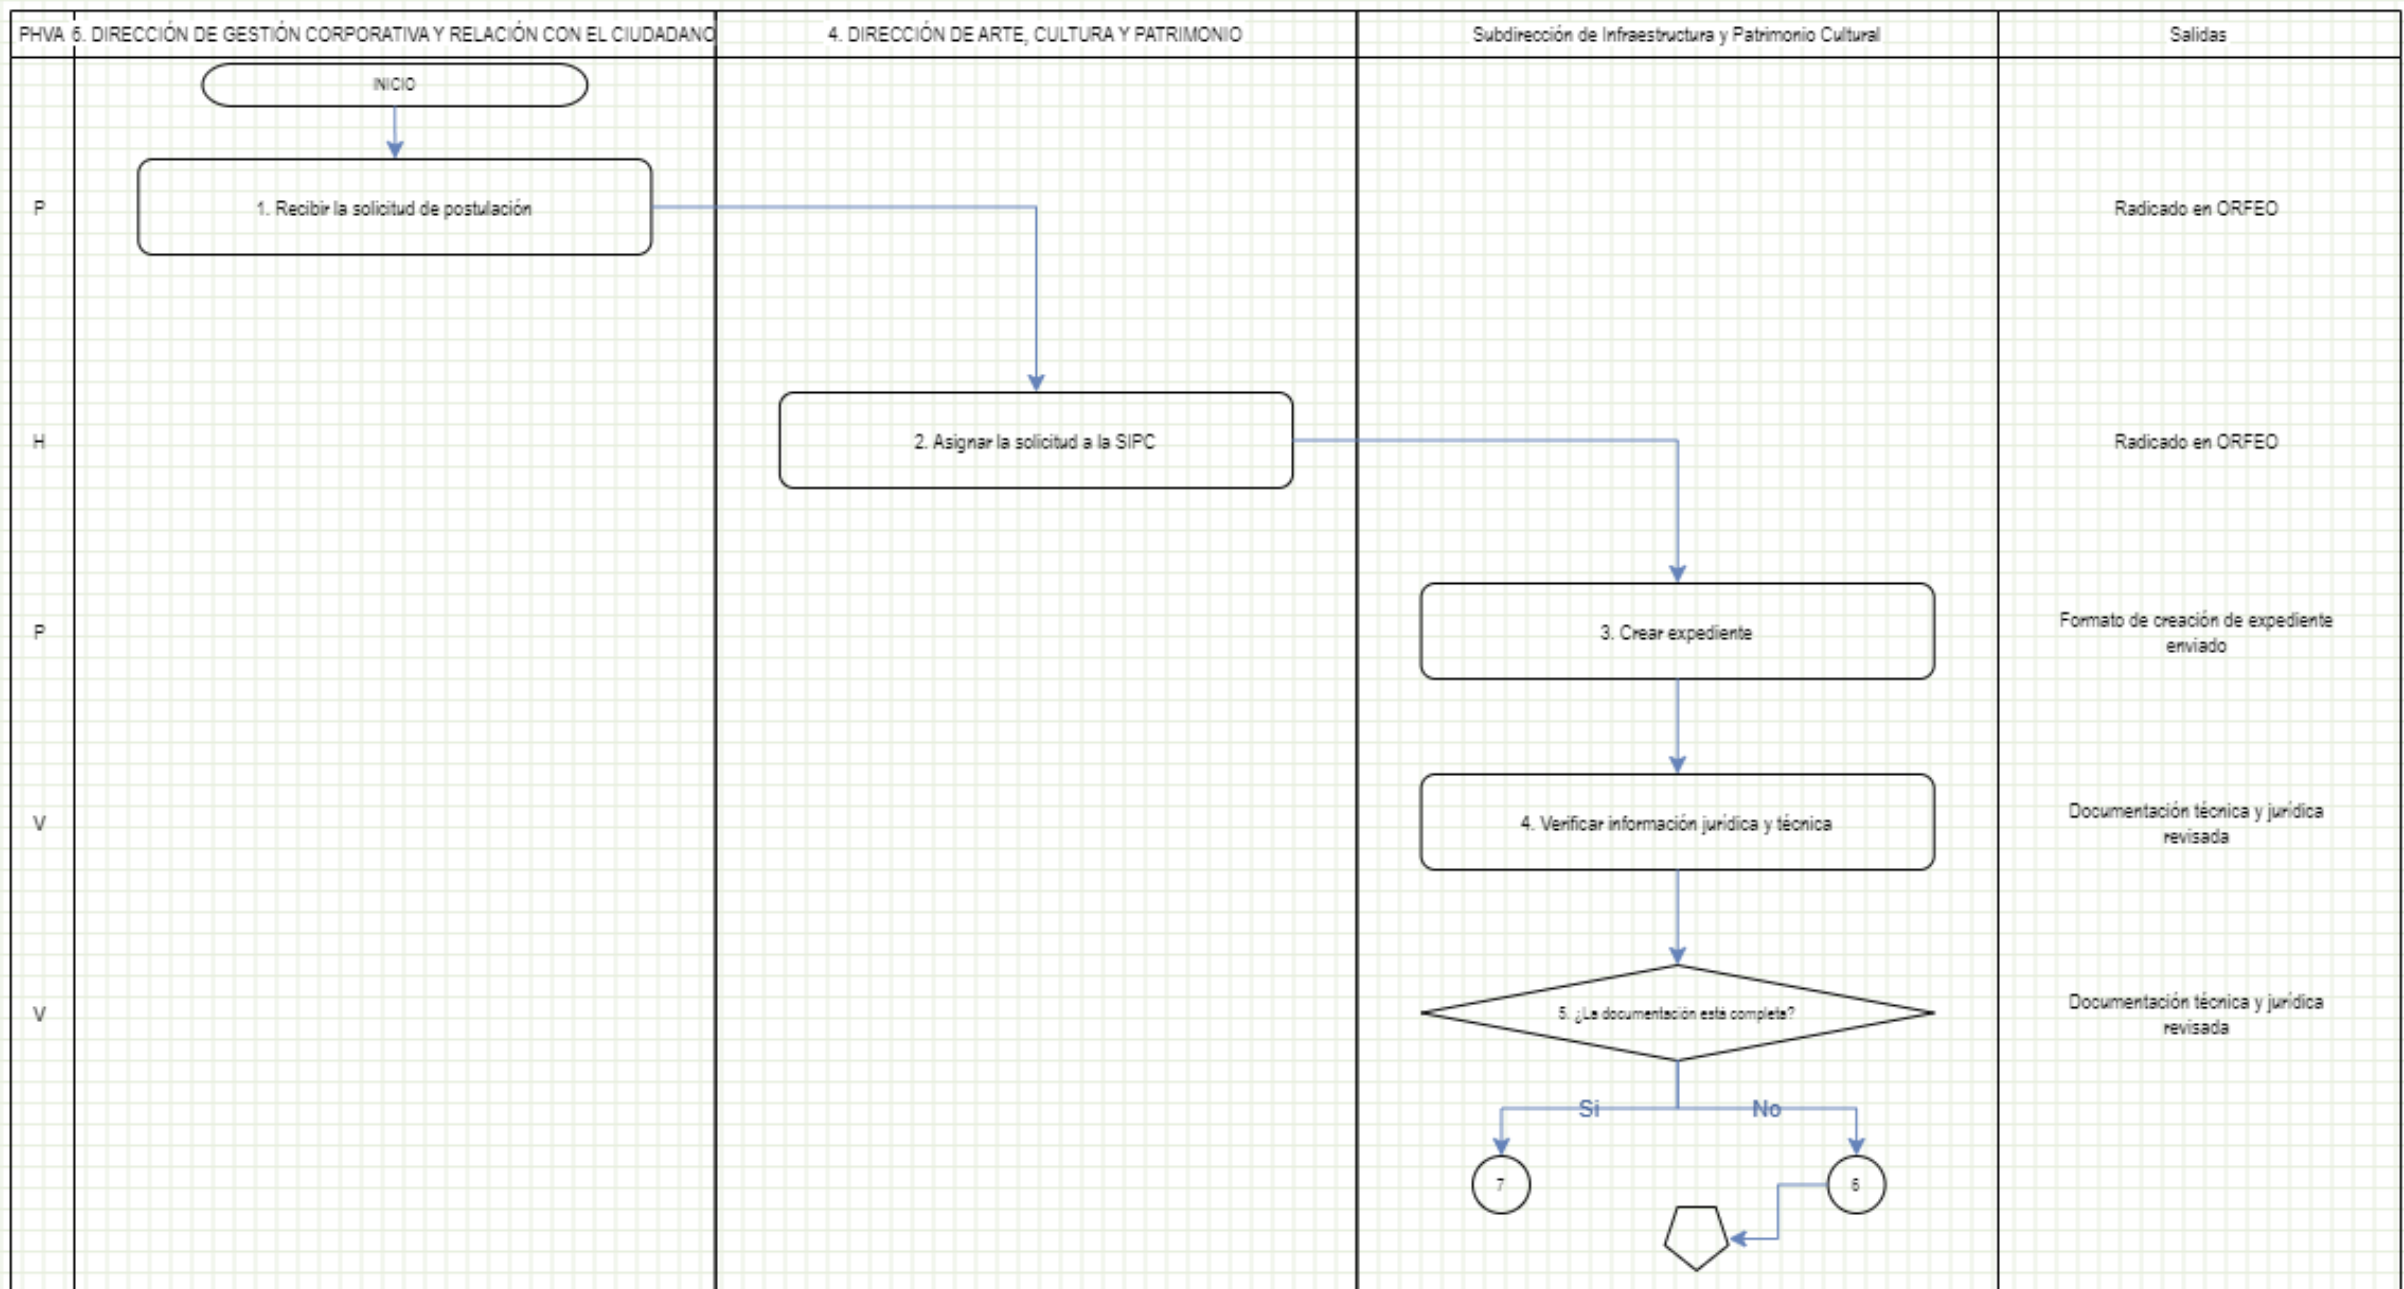 PHVA 6. DIRECCIÓN DE GESTIÓN CORPORATIVA Y RELACIÓN CON EL CIUDADANO 4. DIRECCIÓN DE ARTE, CULTURA Y PATRIMONIO Subdirección de Infraestructura y Patrimonio Cultural Salidas
INICIO
P 1. Recibir la solicitud de postulación Radicado en ORFEO
H 2. Asignar la solicitud a la SIPC Radicado en ORFEO
P 3. Crear expediente Formato de creación de expediente
enviado
V 4. Verificar información jurídica y técnica Documentación técnica y jurídica
revisada
V 5. ¿La documentación está completa? Documentación técnica y jurídica
revisada
Si No
7 6